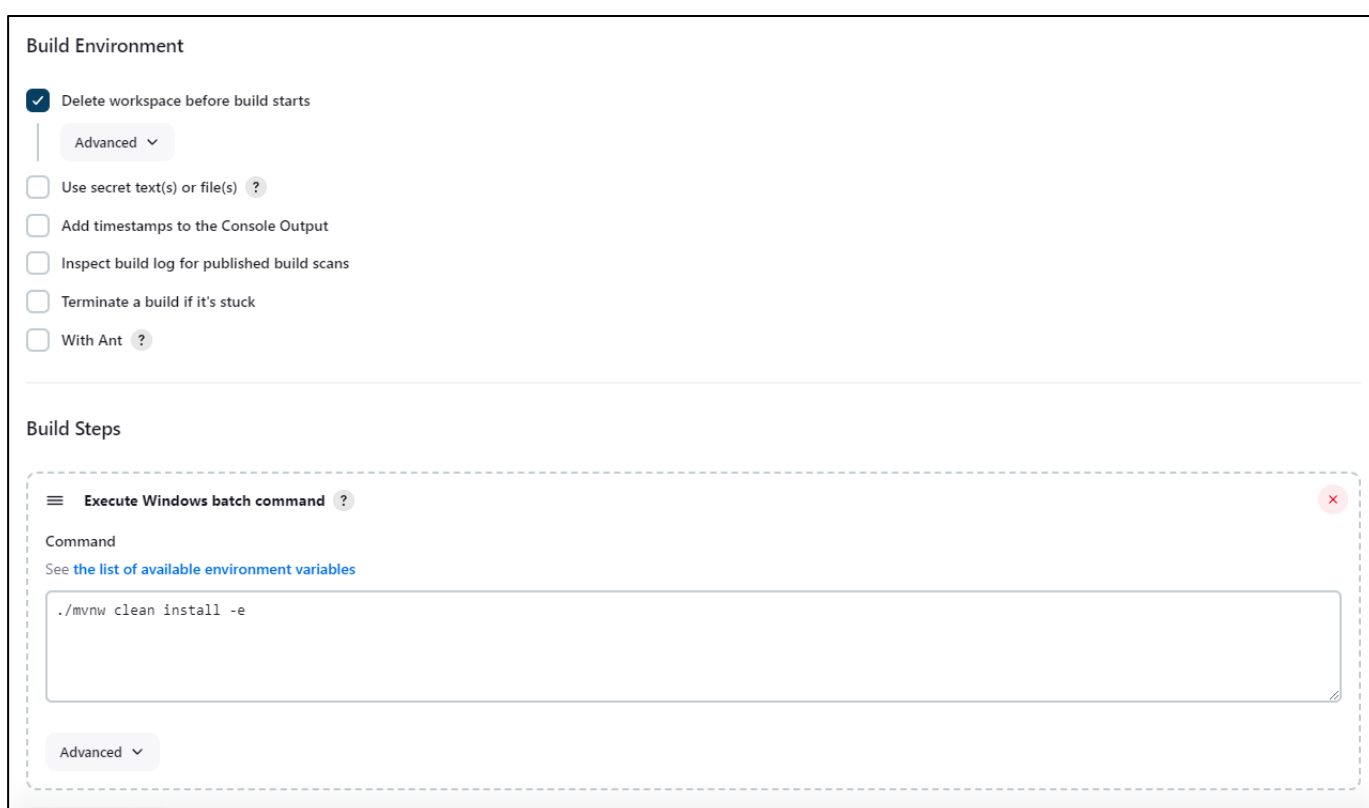 Build Environment
Delete workspace before build starts
Advanced
Use secret text(s) or file(s) ?
Add timestamps to the Console Output
Inspect build log for published build scans
Terminate a build if it's stuck
With Ant ?
Build Steps
Execute Windows batch command ?
Command
See the list of available environment variables
./mvnw clean install -e
Advanced